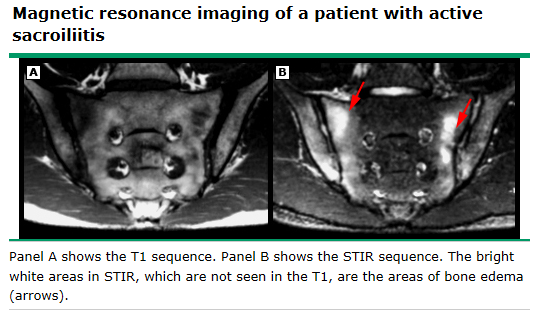 Magnetic resonance imaging of a patient with active
sacroiliitis
A
B
Panel A shows the T1 sequence. Panel B shows the STIR sequence. The bright
white areas in STIR, which are not seen in the T1, are the areas of bone edema
(arrows).